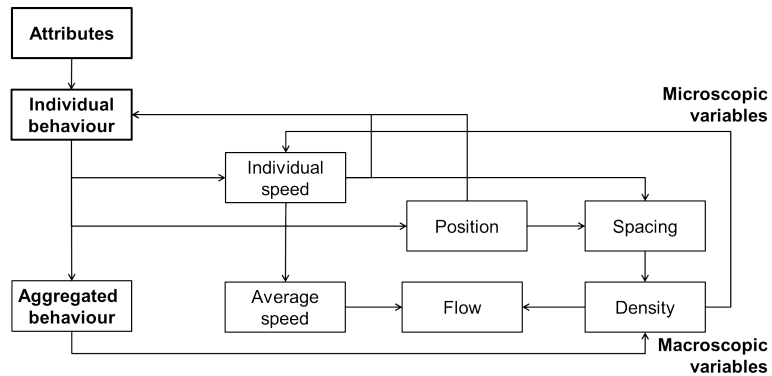 Attributes
Individual
behaviour
Microscopic
variables
Individual
speed
Position
Spacing
Aggregated
behaviour
Average
speed
Flow
Density
Macroscopic
variables